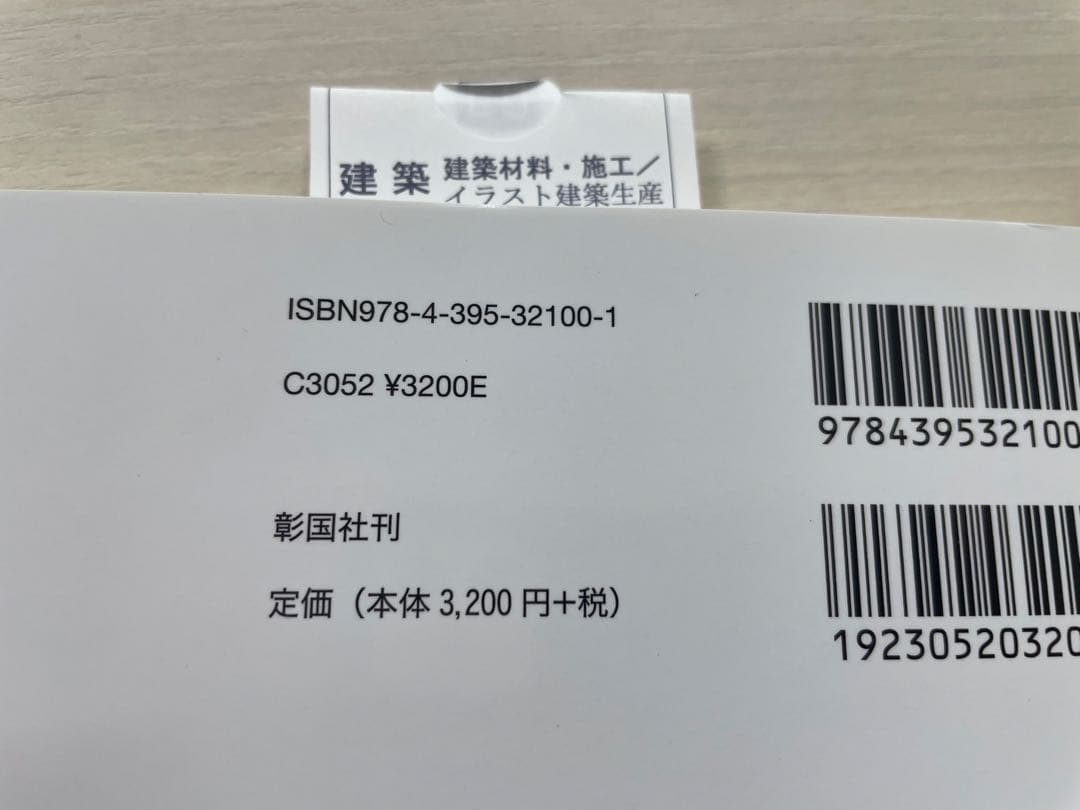 建築 建築材料・施工／
イラスト建築生産
ISBN978-4-395-32100-1
C3052 ¥3200E
彰国社刊
定価（本体 3,200 円＋税）
978439532100
192305203200